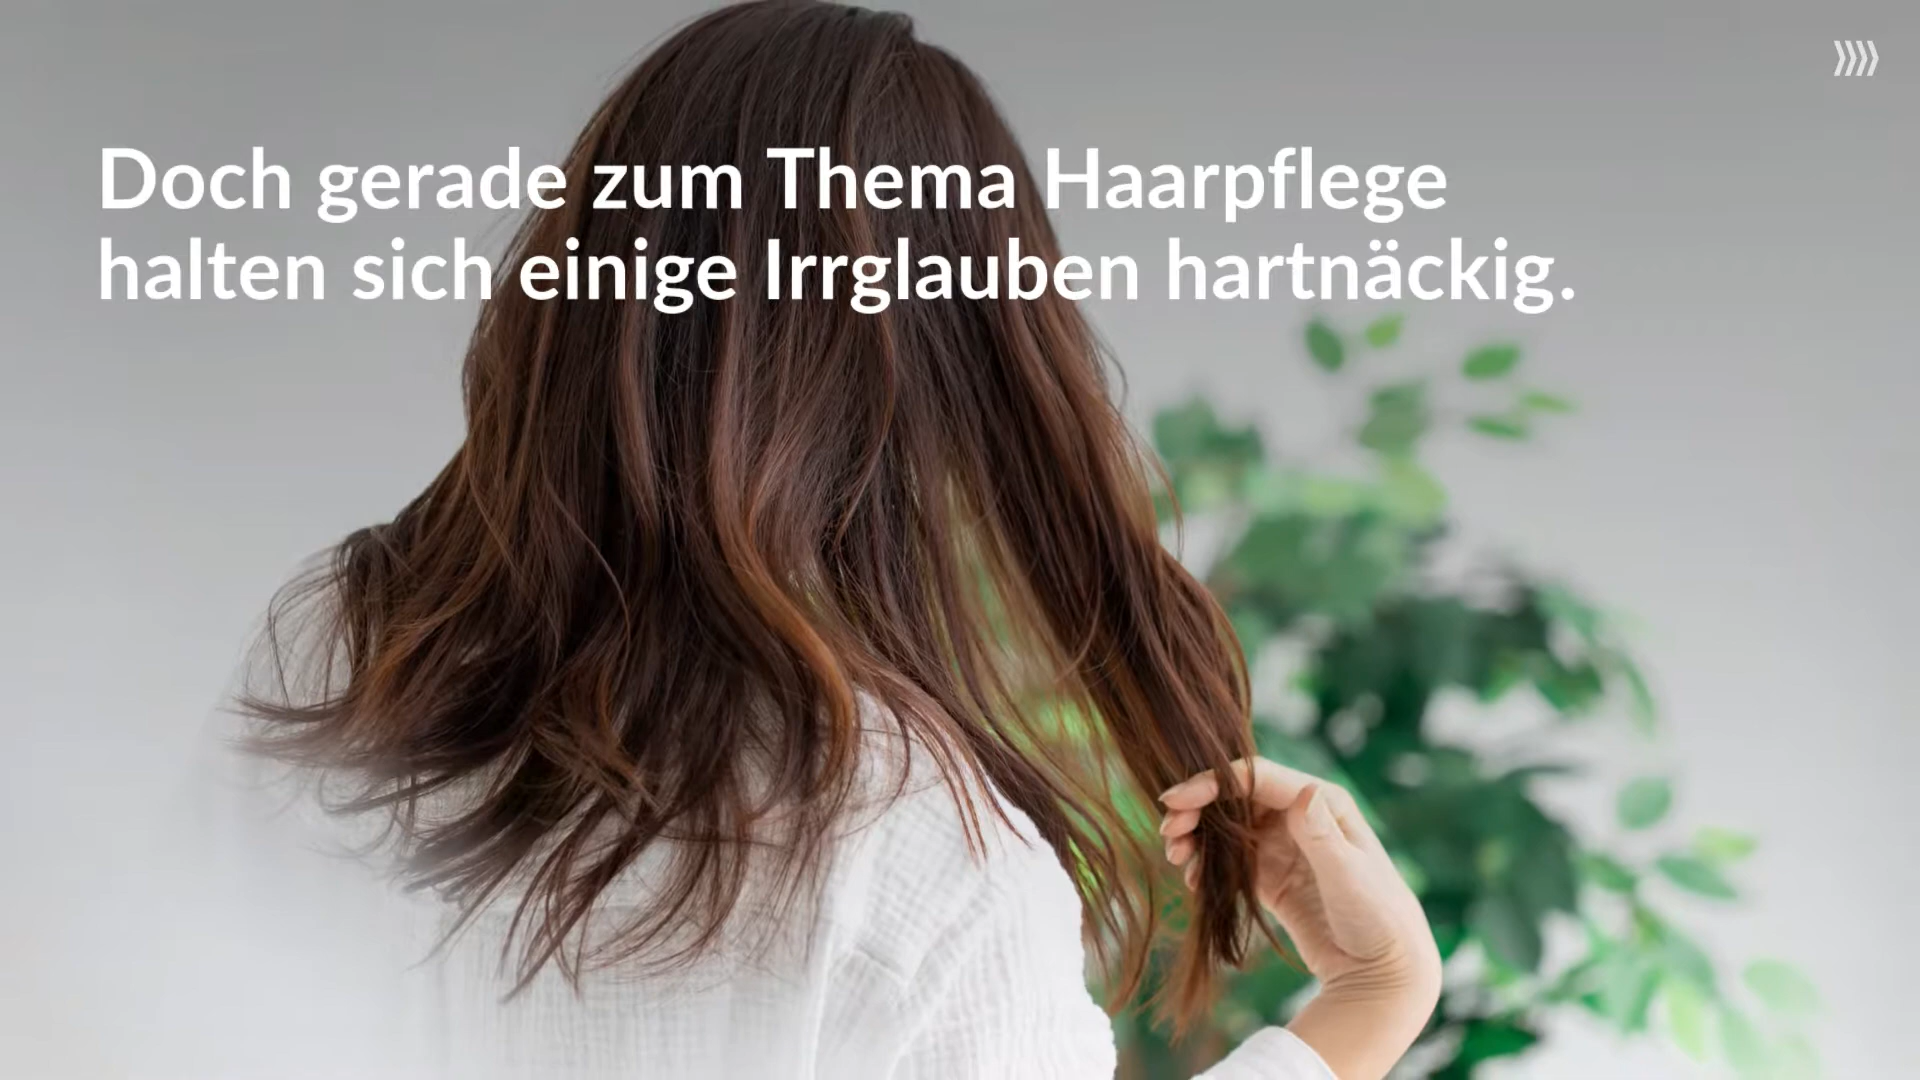 Doch gerade zum Thema Haarpflege
halten sich einige Irrglauben hartnäckig.